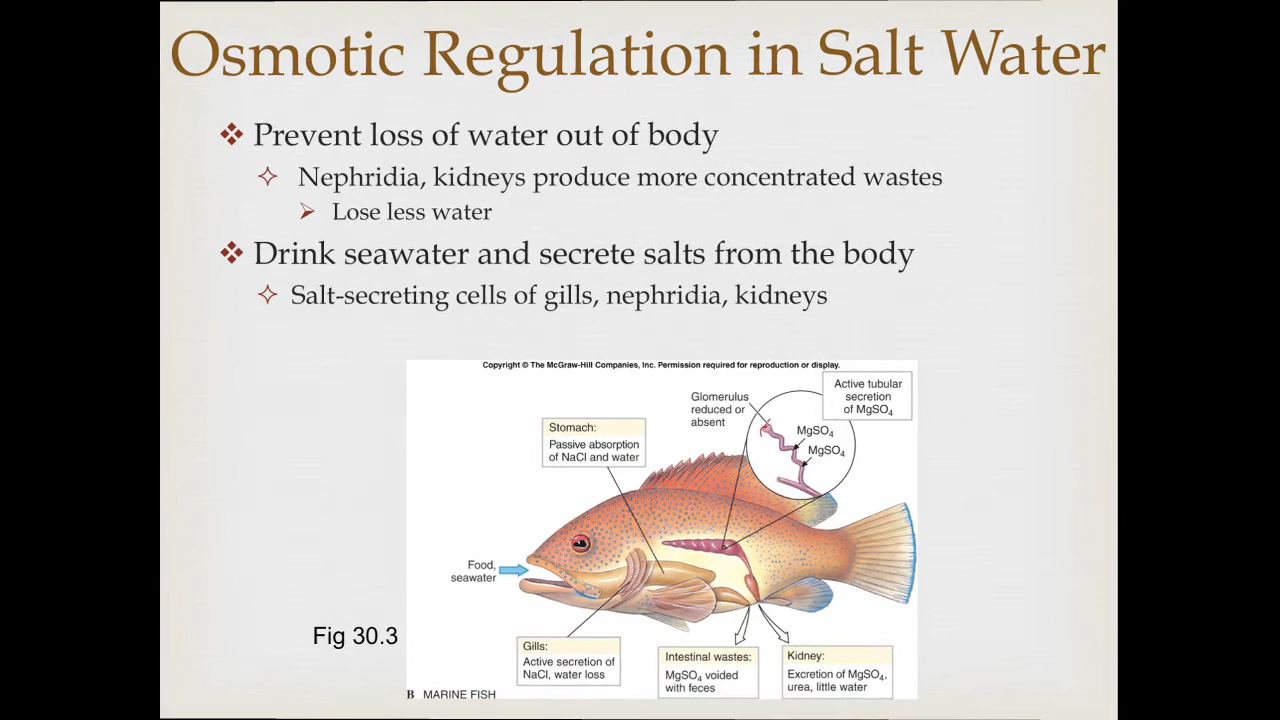 Osmotic Regulation in Salt Water
Prevent loss of water out of body
Nephridia, kidneys produce more concentrated wastes
Lose less water
Drink seawater and secrete salts from the body
Salt-secreting cells of gills, nephridia, kidneys
Copyright © The McGraw-Hill Companies, Inc. Permission required for reproduction or display.
Active tubular
secretion
of MgSO₄
Glomerulus
reduced or
absent
MgSO₄
MgSO₄
Stomach:
Passive absorption
of NaCl and water
Food,
seawater
Fig 30.3
Gills:
Active secretion of
NaCl, water loss
Intestinal wastes:
MgSO₄ voided
with feces
Kidney:
Excretion of MgSO₄,
urea, little water
B MARINE FISH